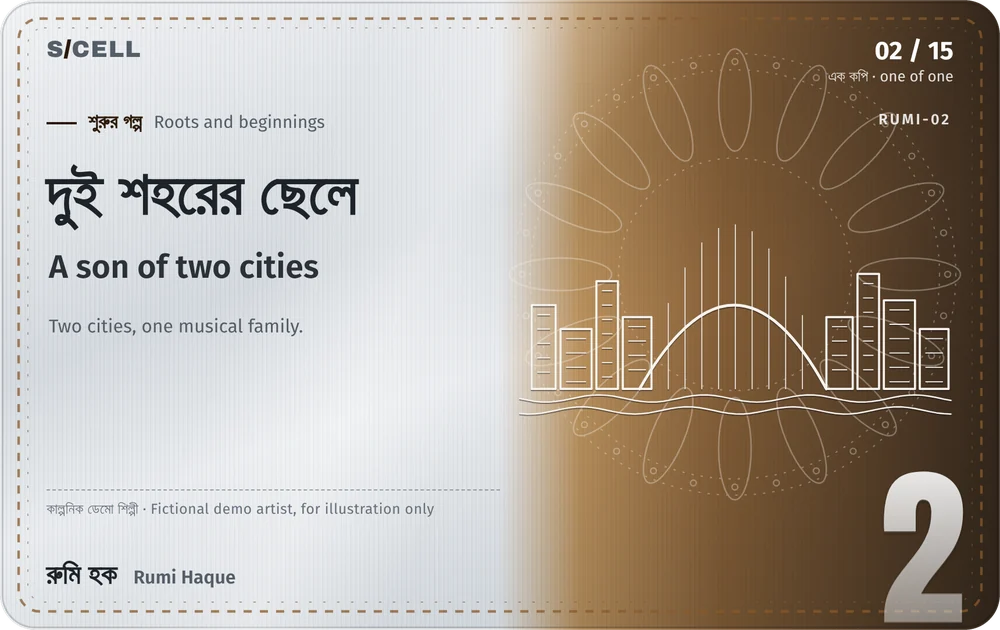 S/CELL
02 / 15
এক কপি · one of one
RUMI-02
শুরুর গল্প Roots and beginnings
দুই শহরের ছেলে
A son of two cities
Two cities, one musical family.
কাল্পনিক ডেমো শিল্পী · Fictional demo artist, for illustration only
রুমি হক Rumi Haque
2